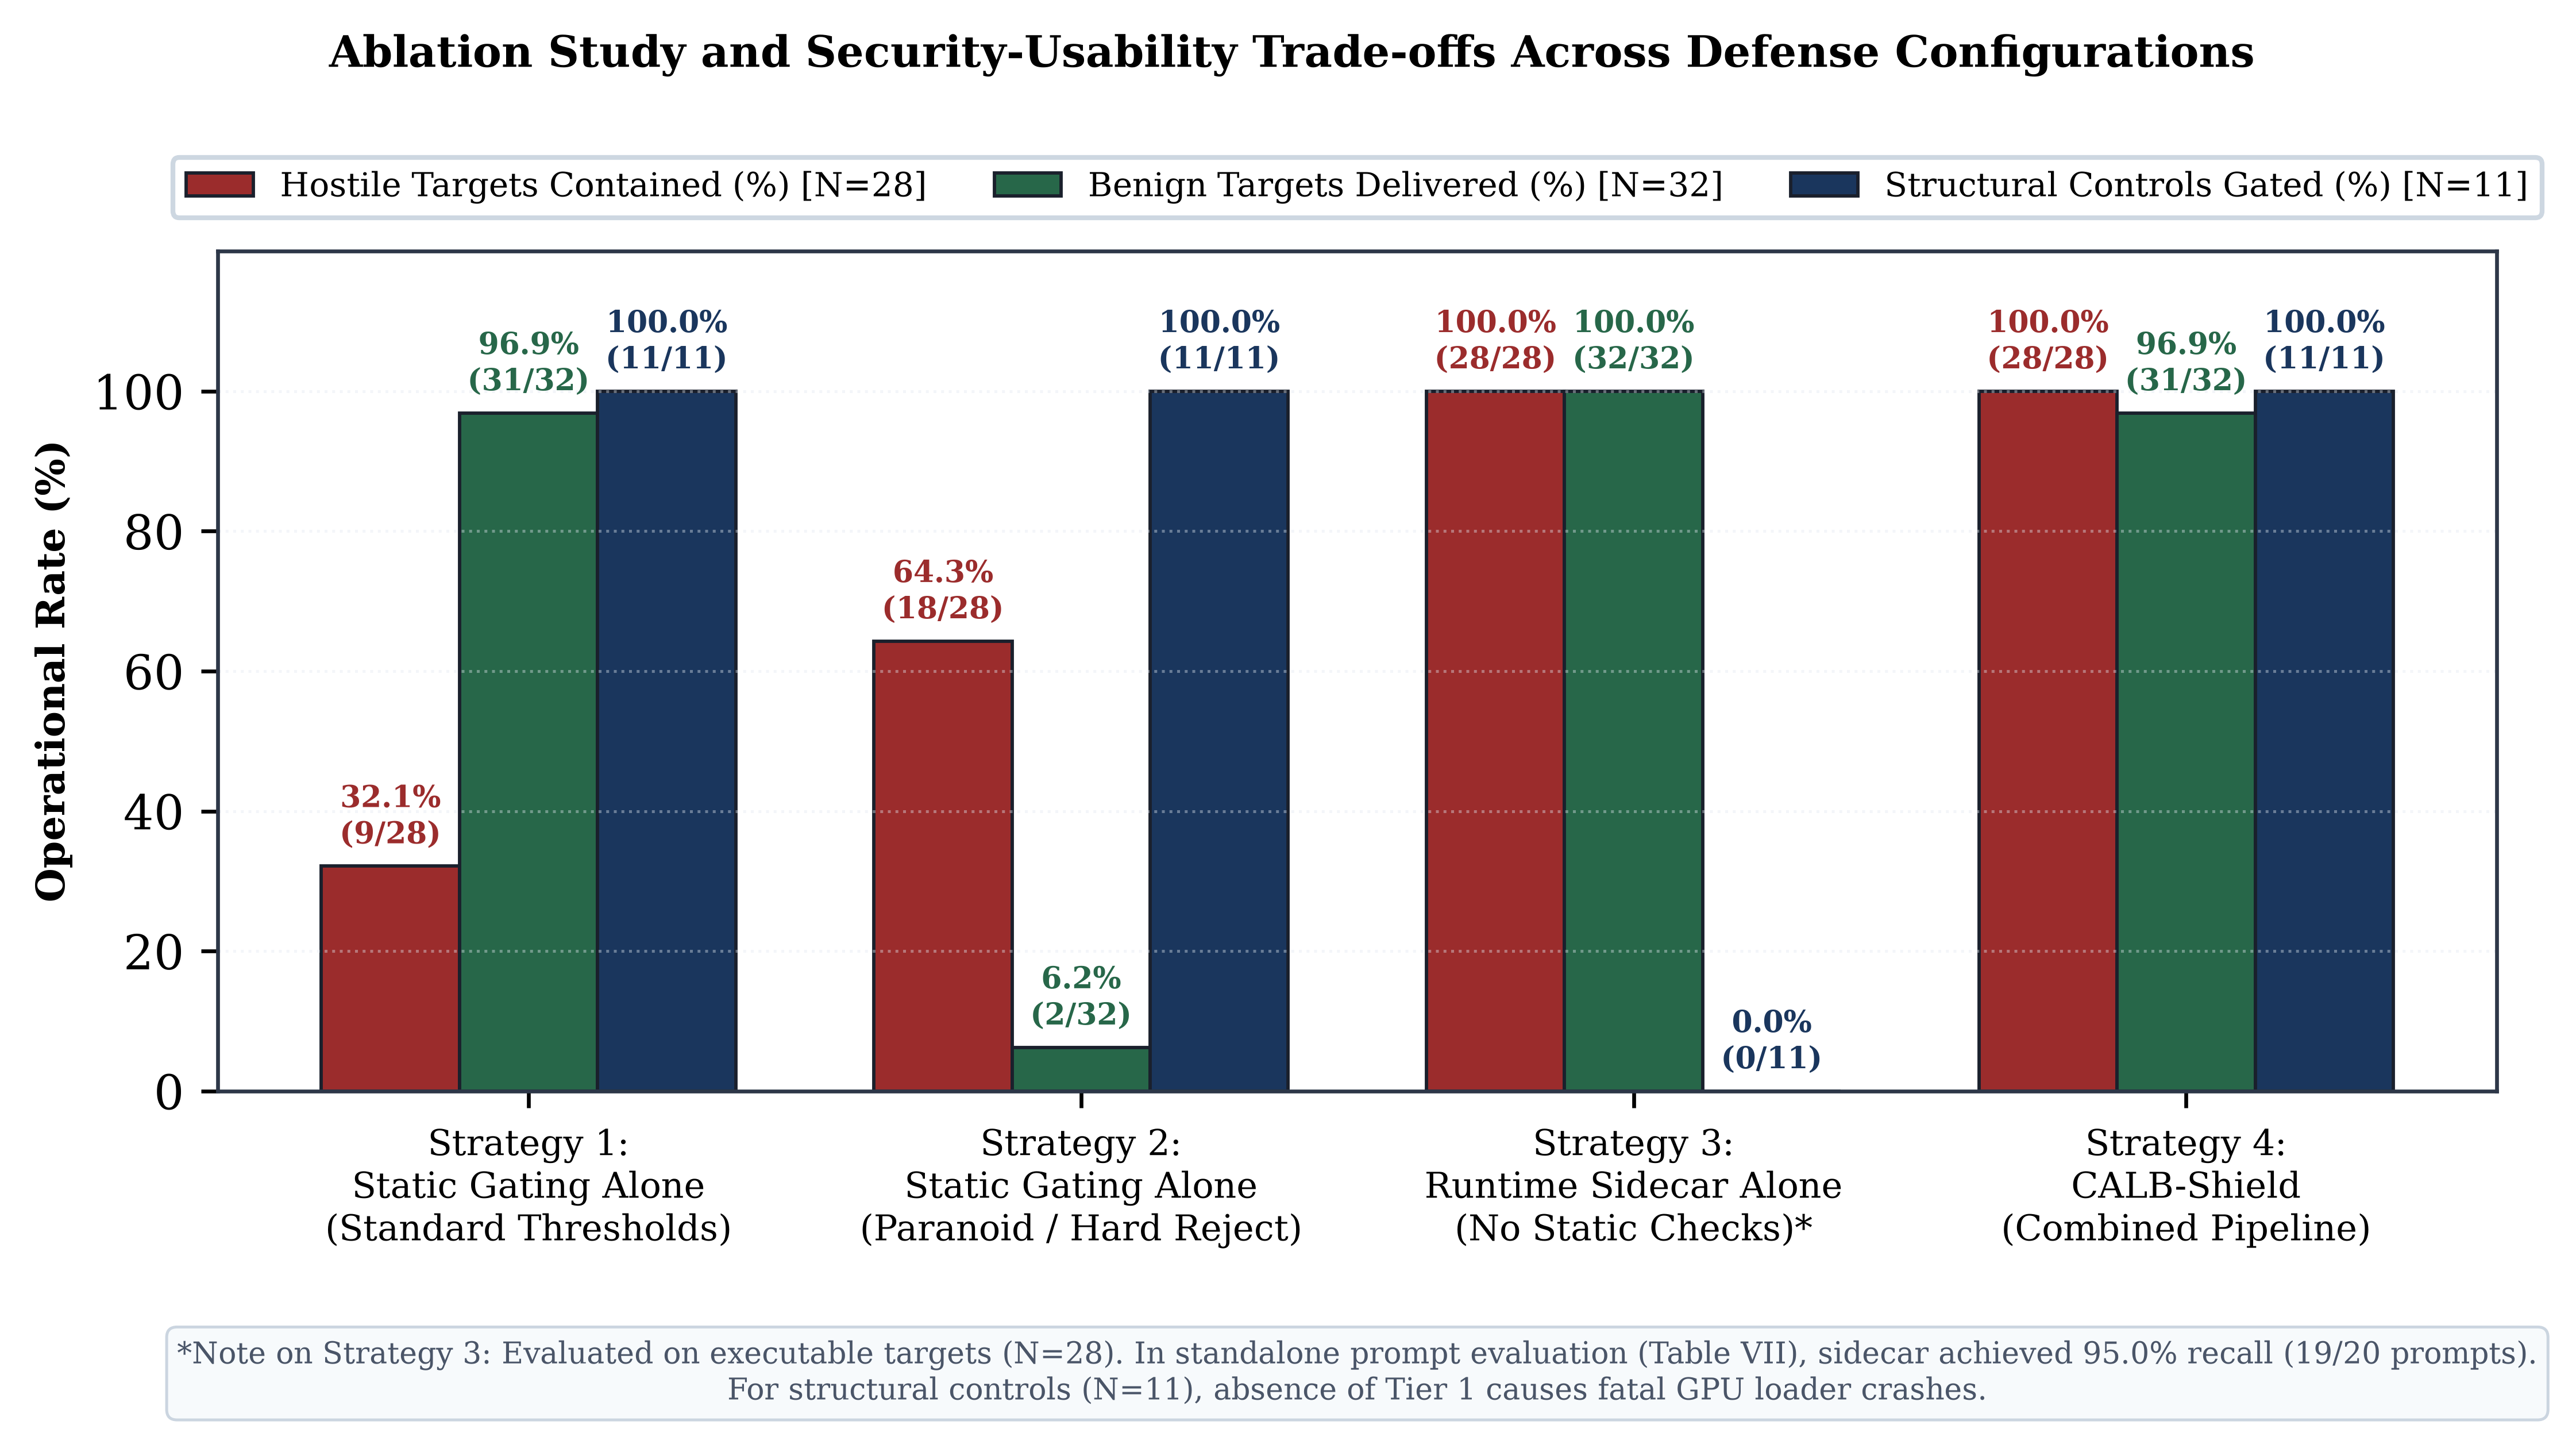 Ablation Study and Security-Usability Trade-offs Across Defense Configurations
Hostile Targets Contained (%) [N=28]
Benign Targets Delivered (%) [N=32]
Structural Controls Gated (%) [N=11]
Operational Rate (%)
100
80
60
40
20
0
32.1%
(9/28)
96.9%
(31/32)
100.0%
(11/11)
64.3%
(18/28)
6.2%
(2/32)
100.0%
(11/11)
100.0%
(28/28)
100.0%
(32/32)
0.0%
(0/11)
100.0%
(28/28)
96.9%
(31/32)
100.0%
(11/11)
Strategy 1:
Static Gating Alone
(Standard Thresholds)
Strategy 2:
Static Gating Alone
(Paranoid / Hard Reject)
Strategy 3:
Runtime Sidecar Alone
(No Static Checks)*
Strategy 4:
CALB-Shield
(Combined Pipeline)
*Note on Strategy 3: Evaluated on executable targets (N=28). In standalone prompt evaluation (Table VII), sidecar achieved 95.0% recall (19/20 prompts).
For structural controls (N=11), absence of Tier 1 causes fatal GPU loader crashes.